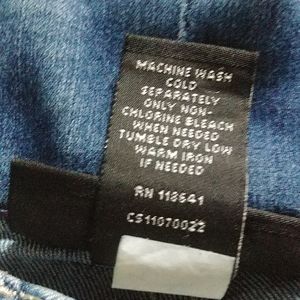 MACHINE WASH
COLD
SEPARATELY
ONLY NON-
CHLORINE BLEACH
WHEN NEEDED
TUMBLE DRY LOW
WARM IRON
IF NEEDED
RN 118641
CS11070022